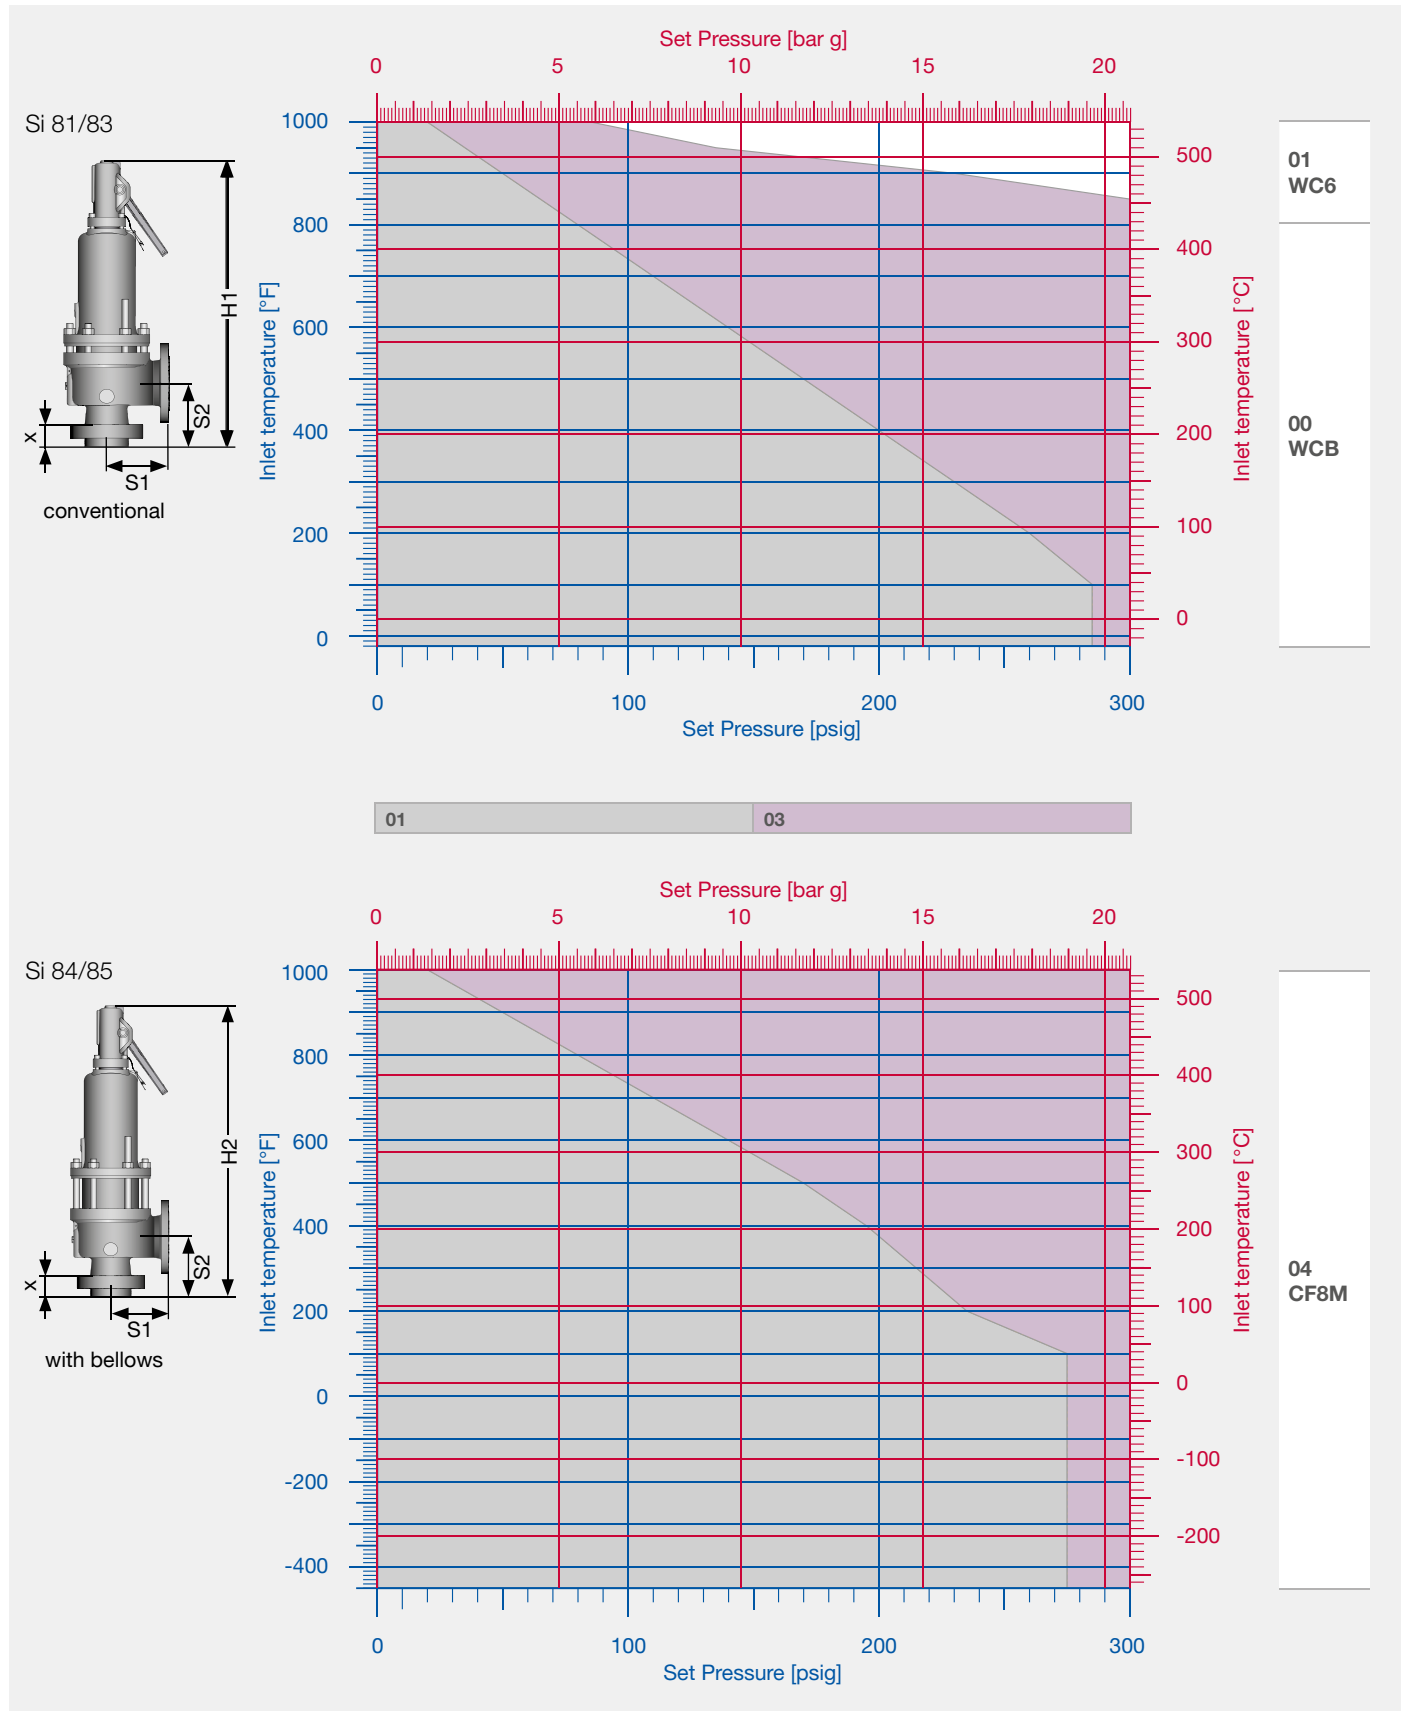 Set Pressure [bar g]
0 5 10 15 20
Si 81/83
1000
800
600
400
200
0
Inlet temperature [°F]
500
400
300
200
100
0
Inlet temperature [°C]
01
WC6
00
WCB
H1
S2
x
S1
conventional
0 100 200 300
Set Pressure [psig]
01 03
Set Pressure [bar g]
0 5 10 15 20
Si 84/85
1000
800
600
400
200
0
-200
-400
Inlet temperature [°F]
500
400
300
200
100
0
-100
-200
Inlet temperature [°C]
04
CF8M
H2
S2
x
S1
with bellows
0 100 200 300
Set Pressure [psig]